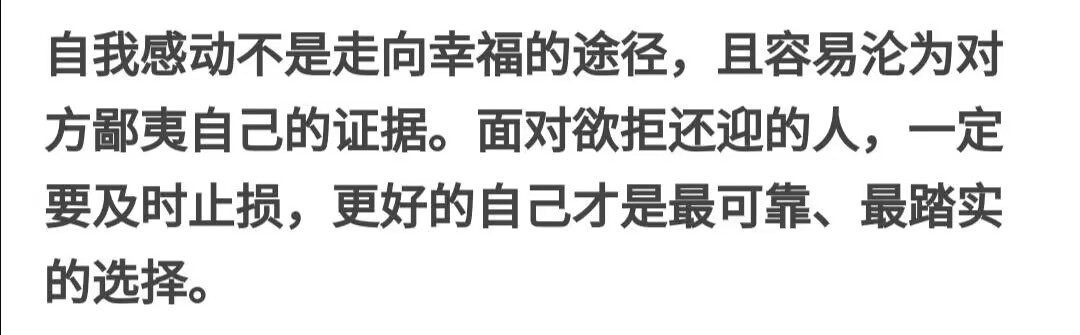 自我感动不是走向幸福的途径，且容易沦为对
方鄙夷自己的证据。面对欲拒还迎的人，一定
要及时止损，更好的自己才是最可靠、最踏实
的选择。